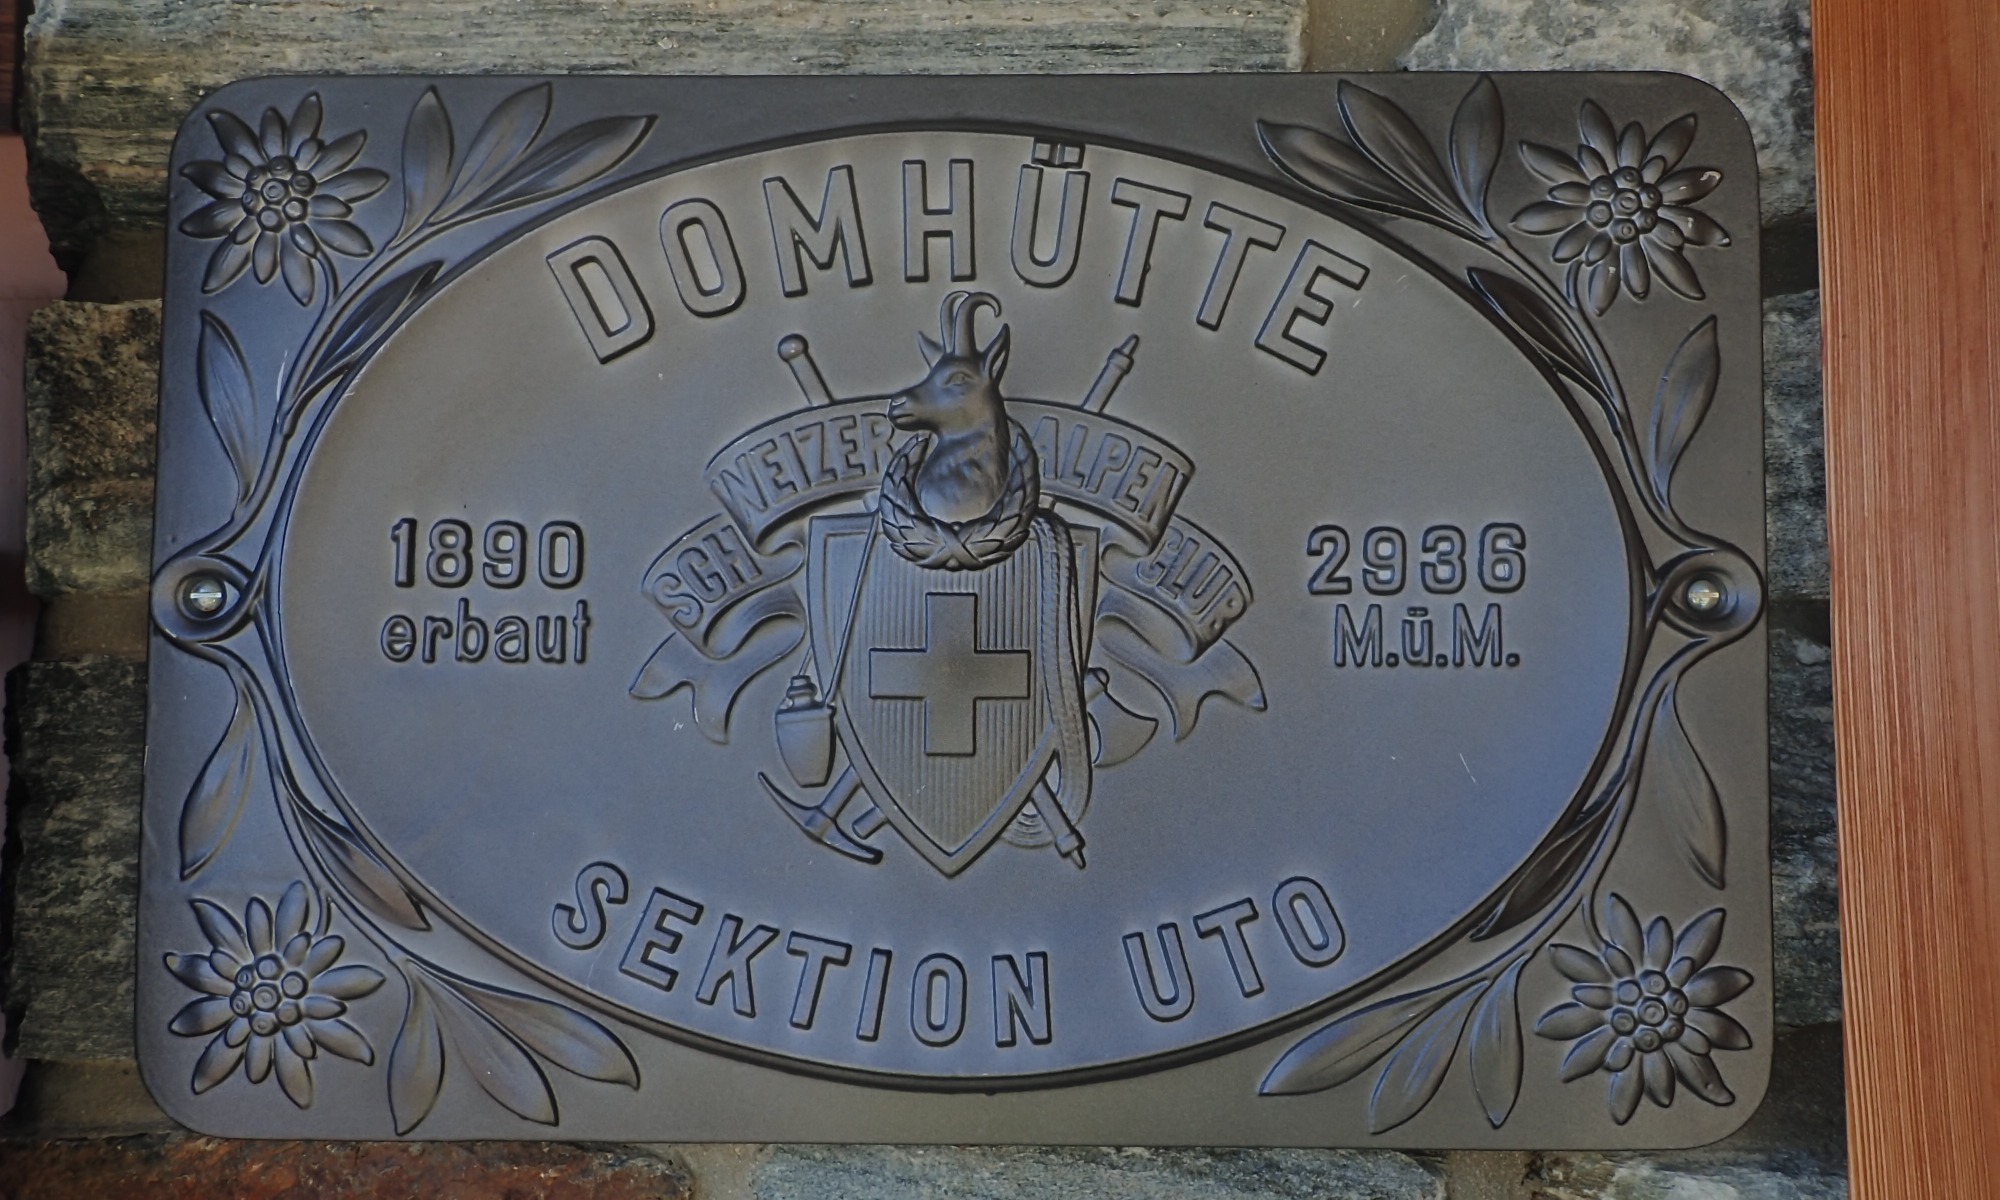 DOMHÜTTE
SCHWEIZER ALPEN CLUB
1890
erbaut
2936
M.ü.M.
SEKTION UTO